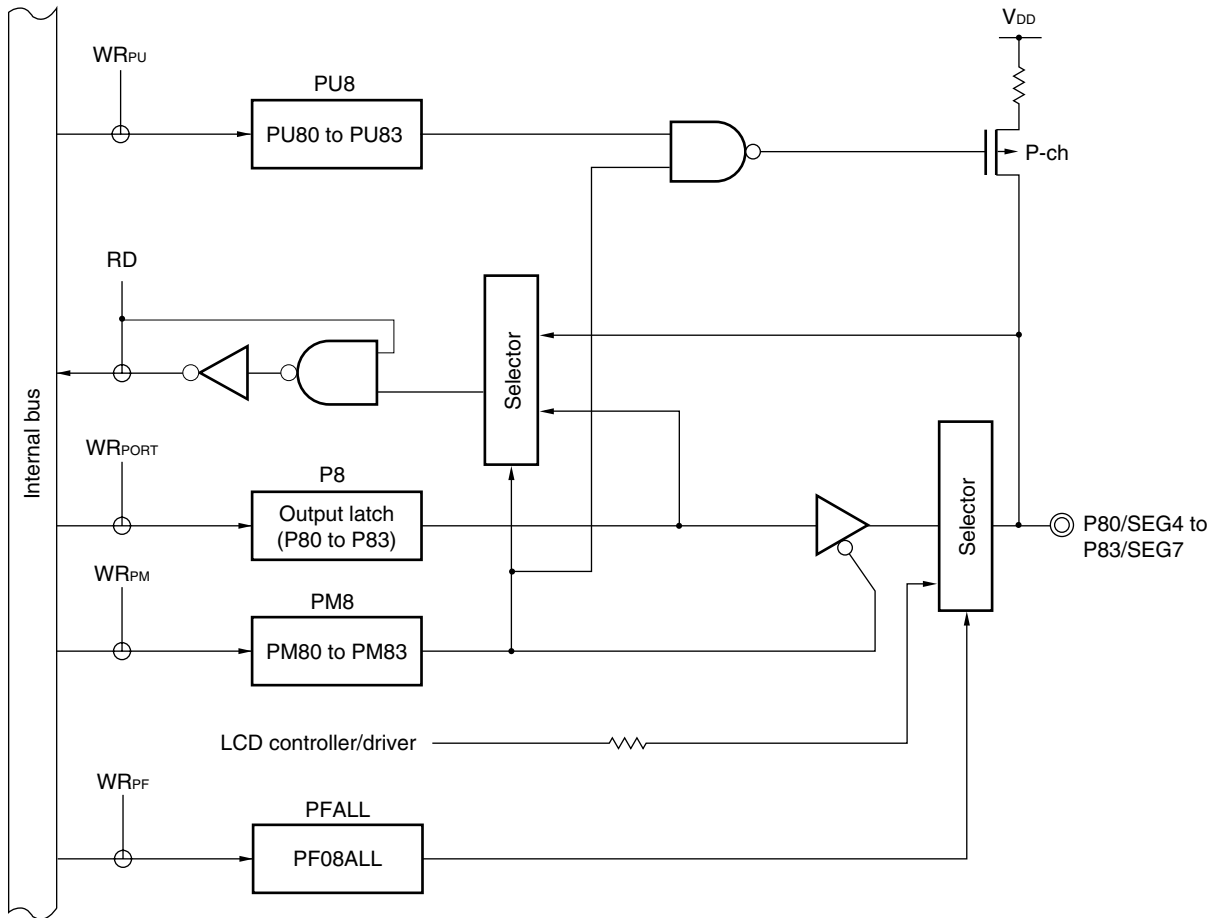 VDD
WRPU
PU8
PU80 to PU83
P-ch
RD
Selector
Internal bus
WRPORT
P8
Output latch
(P80 to P83)
Selector
P80/SEG4 to
P83/SEG7
WRPM
PM8
PM80 to PM83
LCD controller/driver
WRPF
PFALL
PF08ALL